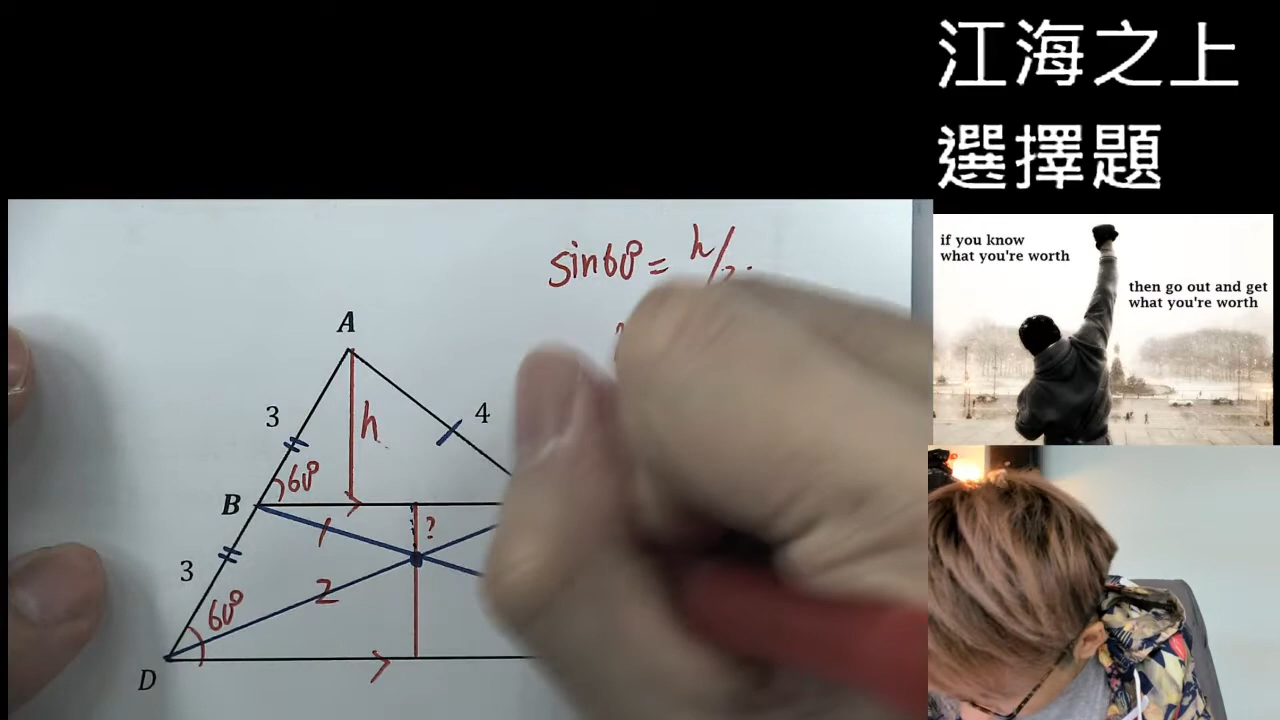 江海之上
選擇題
if you know
what you're worth
then go out and get
what you're worth
sin60° = h/
A
3
4
h
60°
B
1
?
3
2
60°
D